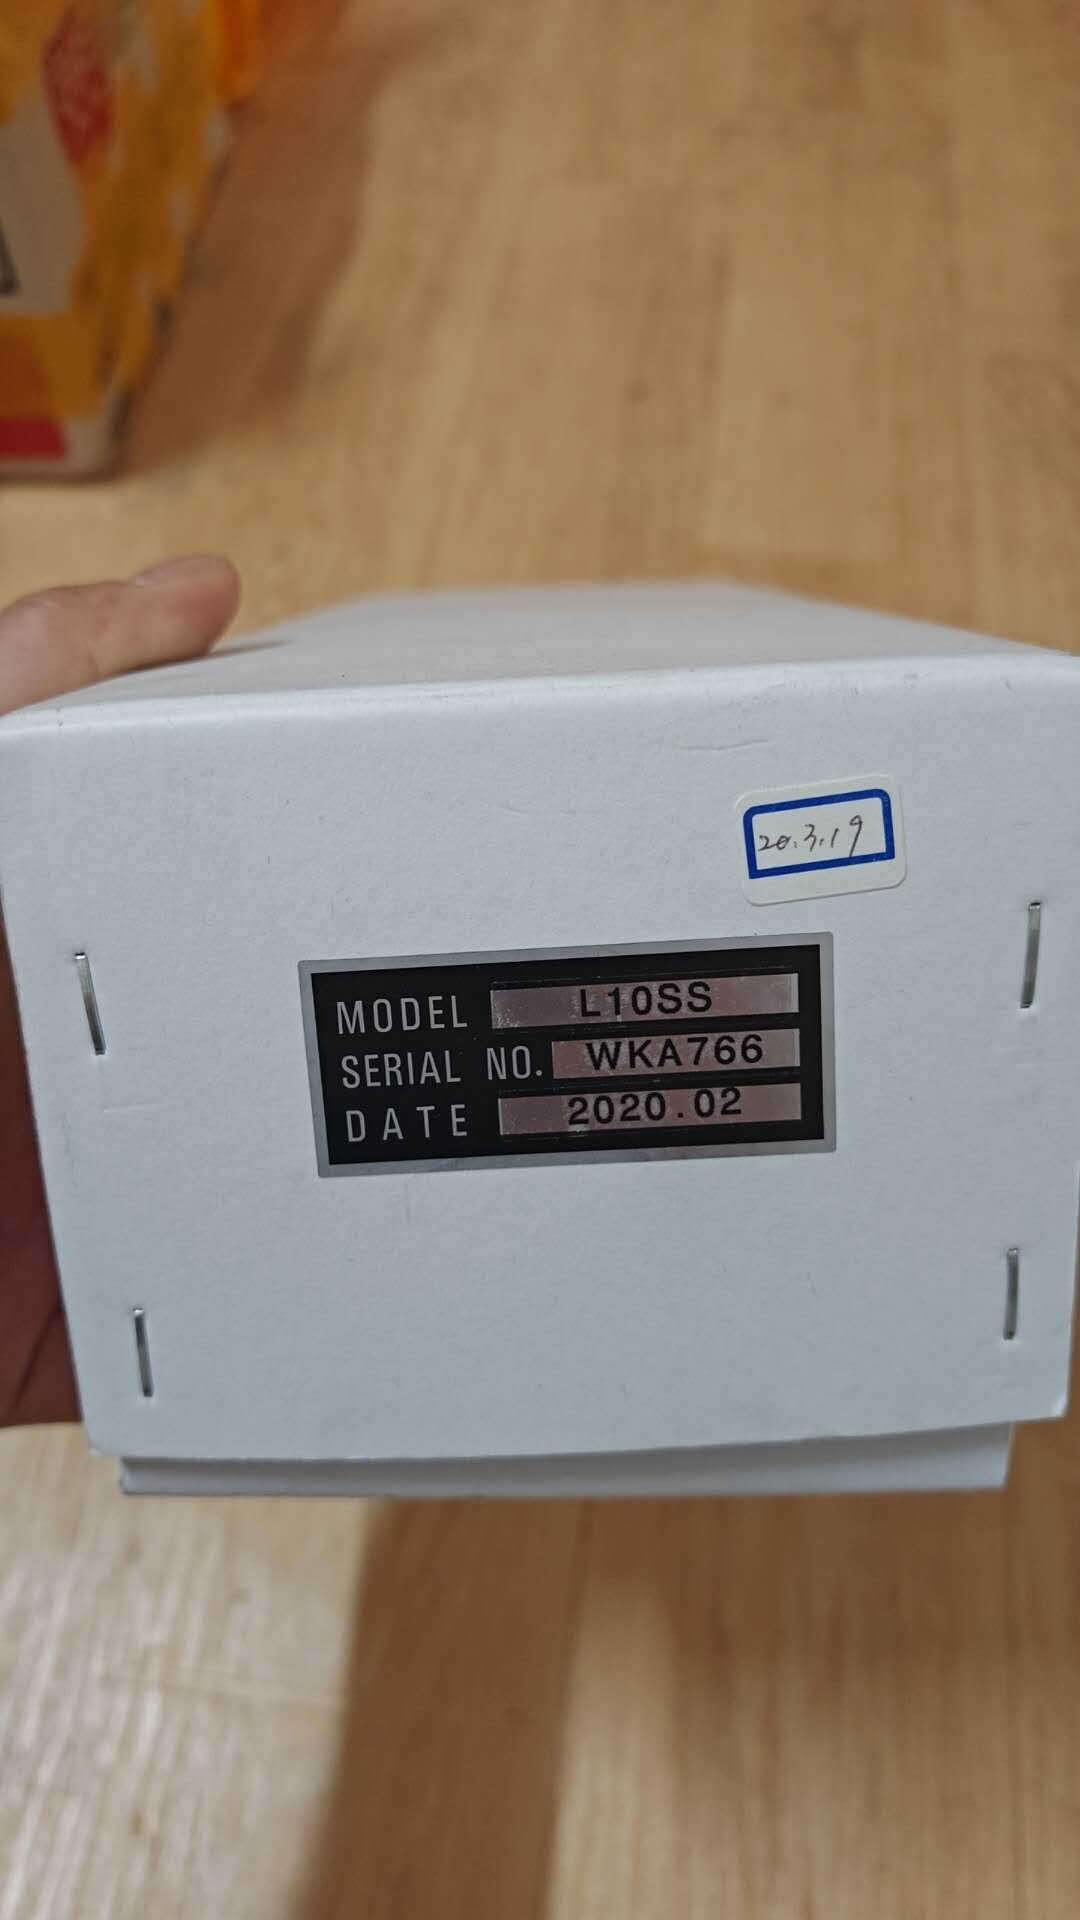 20.3.19
MODEL L10SS
SERIAL NO. WKA766
DATE 2020.02